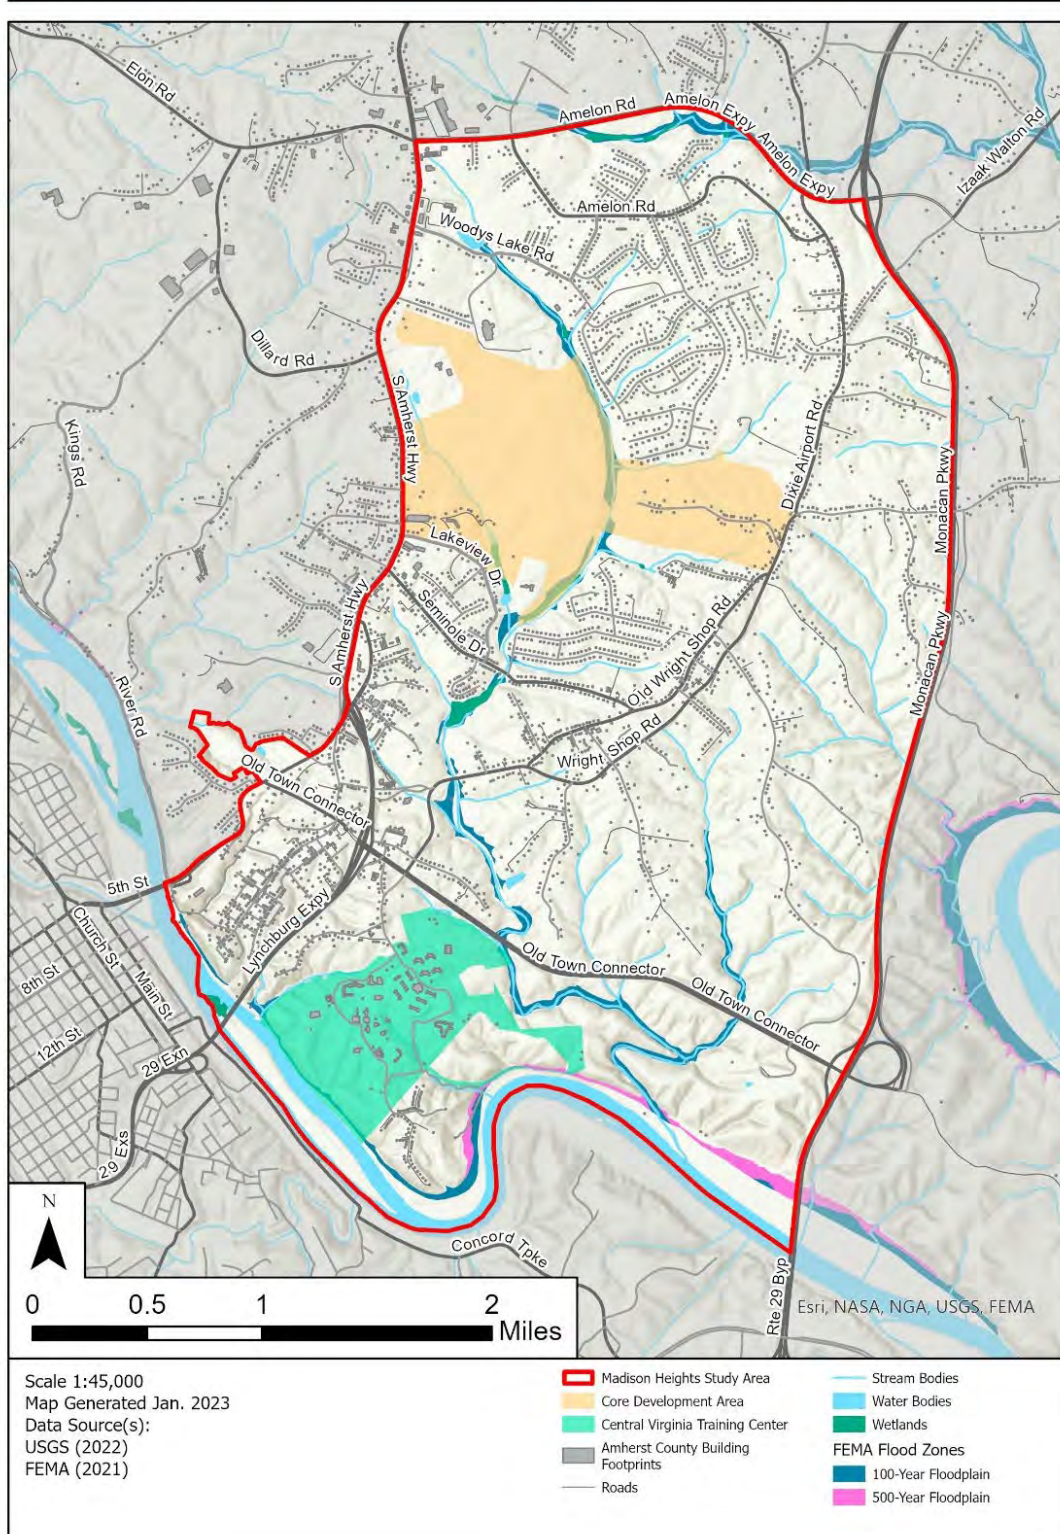 Elon Rd
Amelon Rd
Amelon Expy
Amelon Expy
Izaak Walton Rd
Amelon Rd
Woodys Lake Rd
Dillard Rd
S Amherst Hwy
Kings Rd
Dixie Airport Rd
Monacan Pkwy
Lakeview Dr
Seminole Dr
S Amherst Hwy
Old Wright Shop Rd
Monacan Pkwy
River Rd
Wright Shop Rd
Old Town Connector
5th St
Church St
Lynchburg Expy
Old Town Connector
8th St
Main St
Old Town Connector
12th St
29 Exn
29 Exs
Concord Tpke
Rte 29 Byp
N
0 0.5 1 2
Miles
Esri, NASA, NGA, USGS, FEMA
Scale 1:45,000
Map Generated Jan. 2023
Data Source(s):
USGS (2022)
FEMA (2021)
Madison Heights Study Area
Core Development Area
Central Virginia Training Center
Amherst County Building
Footprints
Roads
Stream Bodies
Water Bodies
Wetlands
FEMA Flood Zones
100-Year Floodplain
500-Year Floodplain